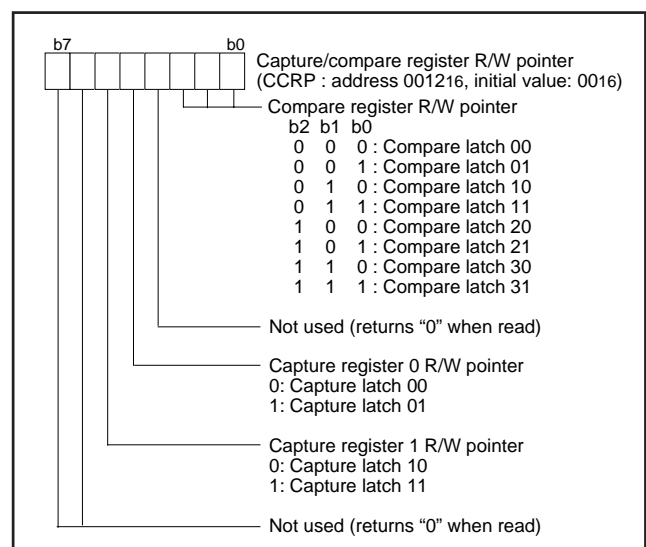 b7 b0
Capture/compare register R/W pointer
(CCRP : address 001216, initial value: 0016)
Compare register R/W pointer
b2 b1 b0
0 0 0 : Compare latch 00
0 0 1 : Compare latch 01
0 1 0 : Compare latch 10
0 1 1 : Compare latch 11
1 0 0 : Compare latch 20
1 0 1 : Compare latch 21
1 1 0 : Compare latch 30
1 1 1 : Compare latch 31
Not used (returns “0” when read)
Capture register 0 R/W pointer
0: Capture latch 00
1: Capture latch 01
Capture register 1 R/W pointer
0: Capture latch 10
1: Capture latch 11
Not used (returns “0” when read)